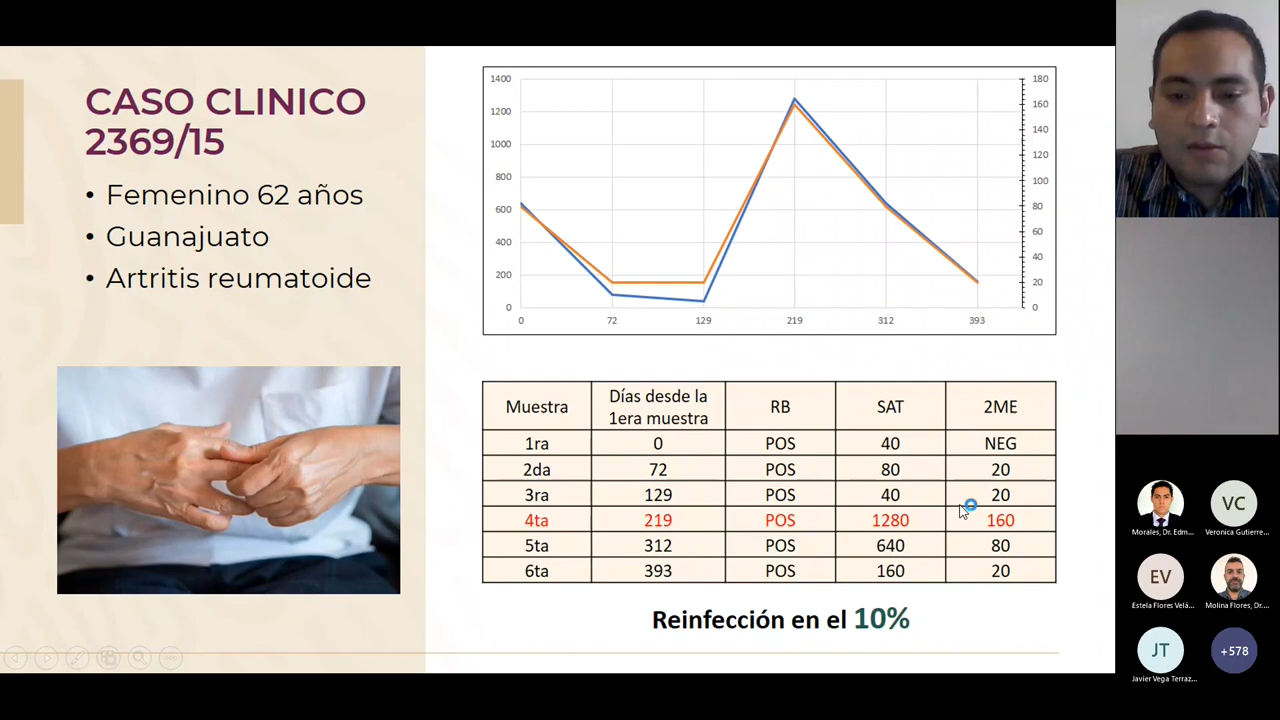 CASO CLINICO
2369/15
• Femenino 62 años
• Guanajuato
• Artritis reumatoide
1400 180
1200 160
1000 140
800 120
600 100
400 80
200 60
0 40
20
0
0 72 129 219 312 393
Muestra Días desde la 1era muestra RB SAT 2ME
1ra 0 POS 40 NEG
2da 72 POS 80 20
3ra 129 POS 40 20
4ta 219 POS 1280 160
5ta 312 POS 640 80
6ta 393 POS 160 20
Reinfección en el 10%
Morales, Dr. Edm...
VC
Veronica Gutierre...
EV
Estela Flores Velá...
Molina Flores, Dr....
JT
Javier Vega Terraz...
+578